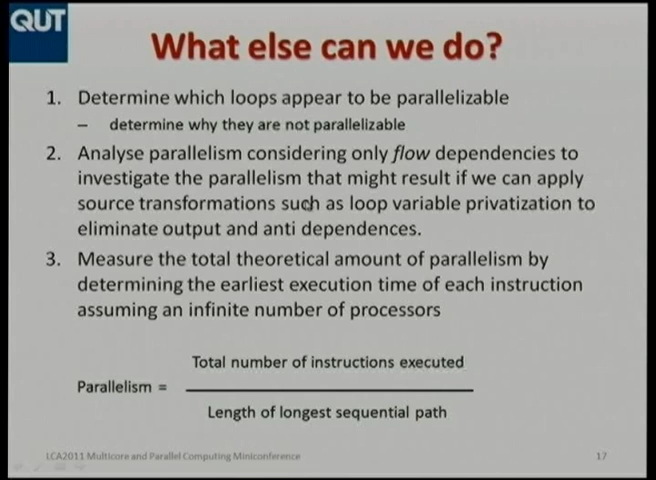 QUT
What else can we do?
1. Determine which loops appear to be parallelizable
– determine why they are not parallelizable
2. Analyse parallelism considering only flow dependencies to
investigate the parallelism that might result if we can apply
source transformations such as loop variable privatization to
eliminate output and anti dependences.
3. Measure the total theoretical amount of parallelism by
determining the earliest execution time of each instruction
assuming an infinite number of processors
Total number of instructions executed
Parallelism =
Length of longest sequential path
LCA2011 Multicore and Parallel Computing Miniconference
17